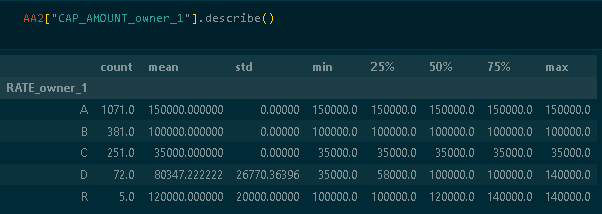 AA2["CAP_AMOUNT_owner_1"].describe()
count mean std min 25% 50% 75% max
RATE_owner_1
A 1071.0 150000.000000 0.00000 150000.0 150000.0 150000.0 150000.0 150000.0
B 381.0 100000.000000 0.00000 100000.0 100000.0 100000.0 100000.0 100000.0
C 251.0 35000.000000 0.00000 35000.0 35000.0 35000.0 35000.0 35000.0
D 72.0 80347.222222 26770.36396 35000.0 58000.0 100000.0 100000.0 140000.0
R 5.0 120000.000000 20000.00000 100000.0 100000.0 120000.0 140000.0 140000.0